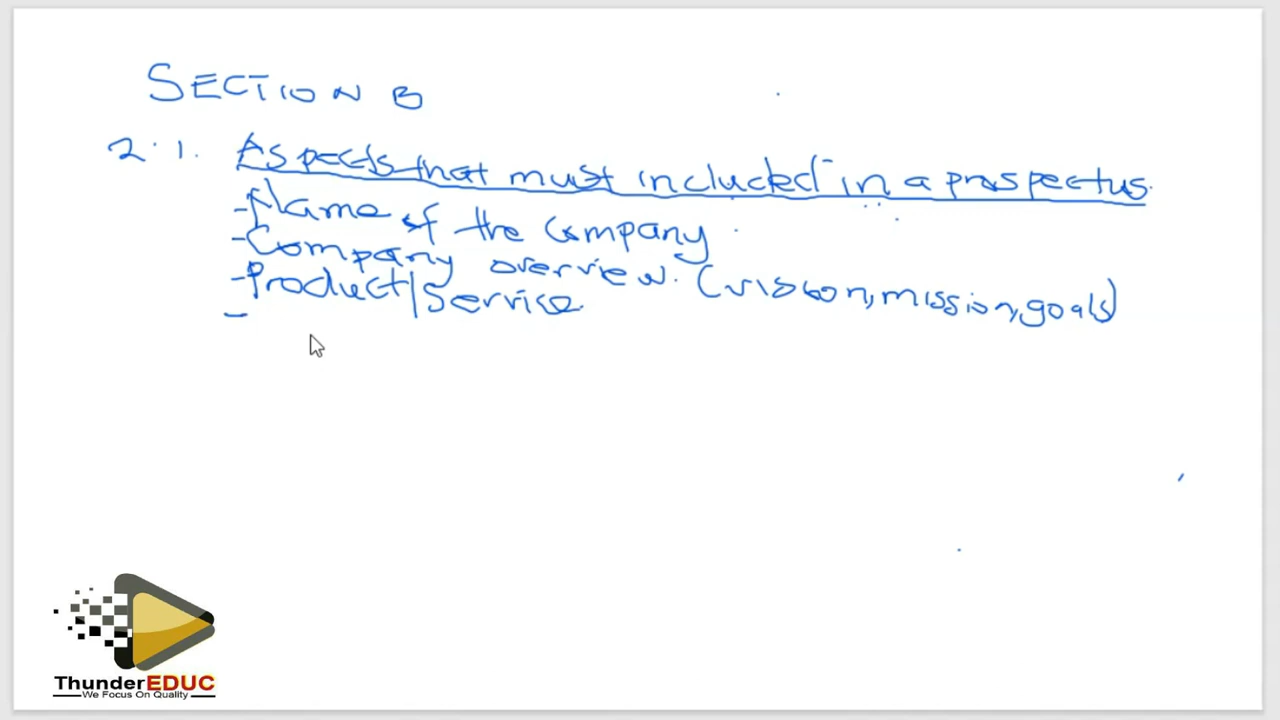 SECTION B
2.1. Aspects that must included in a prospectus.
- Name of the company
- Company overview. (vision, mission, goals)
- Product/Service
-
ThunderEDUC
We Focus On Quality